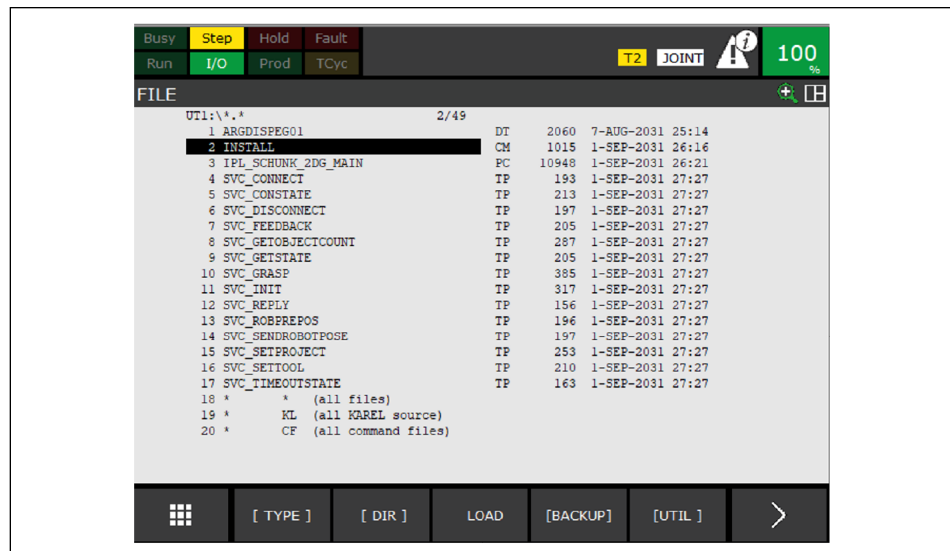 Busy Step Hold Fault
Run I/O Prod TCyc T2 JOINT i 100 %
FILE
UT1:\*.* 2/49
1 ARGDISPEG01 DT 2060 7-AUG-2031 25:14
2 INSTALL CM 1015 1-SEP-2031 26:16
3 IPL_SCHUNK_2DG_MAIN PC 10948 1-SEP-2031 26:21
4 SVC_CONNECT TP 193 1-SEP-2031 27:27
5 SVC_CONSTATE TP 213 1-SEP-2031 27:27
6 SVC_DISCONNECT TP 197 1-SEP-2031 27:27
7 SVC_FEEDBACK TP 205 1-SEP-2031 27:27
8 SVC_GETOBJECTCOUNT TP 287 1-SEP-2031 27:27
9 SVC_GETSTATE TP 205 1-SEP-2031 27:27
10 SVC_GRASP TP 385 1-SEP-2031 27:27
11 SVC_INIT TP 317 1-SEP-2031 27:27
12 SVC_REPLY TP 156 1-SEP-2031 27:27
13 SVC_ROBPREPOS TP 196 1-SEP-2031 27:27
14 SVC_SENDROBOTPOSE TP 197 1-SEP-2031 27:27
15 SVC_SETPROJECT TP 253 1-SEP-2031 27:27
16 SVC_SETTOOL TP 210 1-SEP-2031 27:27
17 SVC_TIMEOUTSTATE TP 163 1-SEP-2031 27:27
18 * * (all files)
19 * KL (all KAREL source)
20 * CF (all command files)
[ TYPE ] [ DIR ] LOAD [BACKUP] [UTIL ] >